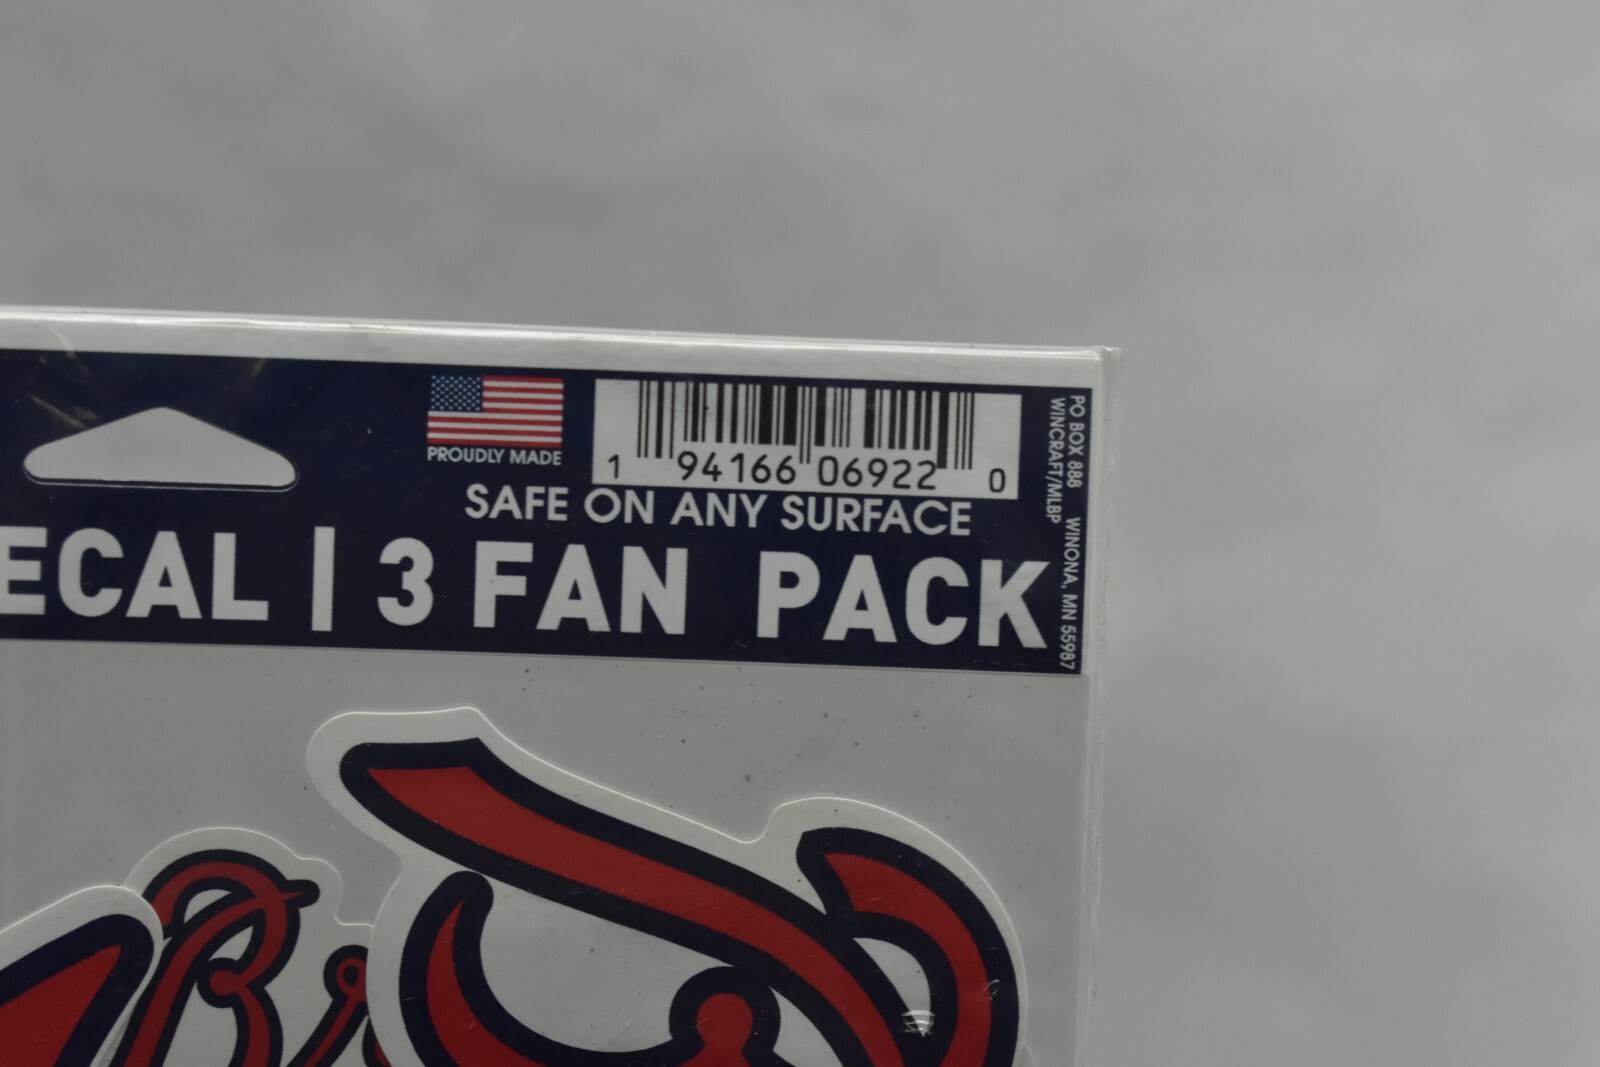 PROUDLY MADE
1 94166 06922 0
SAFE ON ANY SURFACE
ECAL | 3 FAN PACK
PO BOX 888 WINONA, MN 55987
WINCRAFT/MLBP
Br